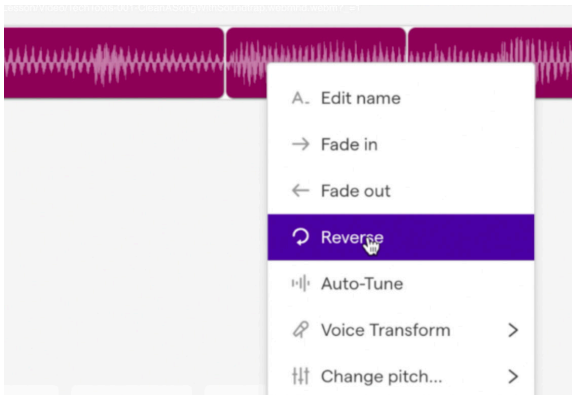 Edit name
Fade in
Fade out
Reverse
Auto-Tune
Voice Transform
Change pitch...